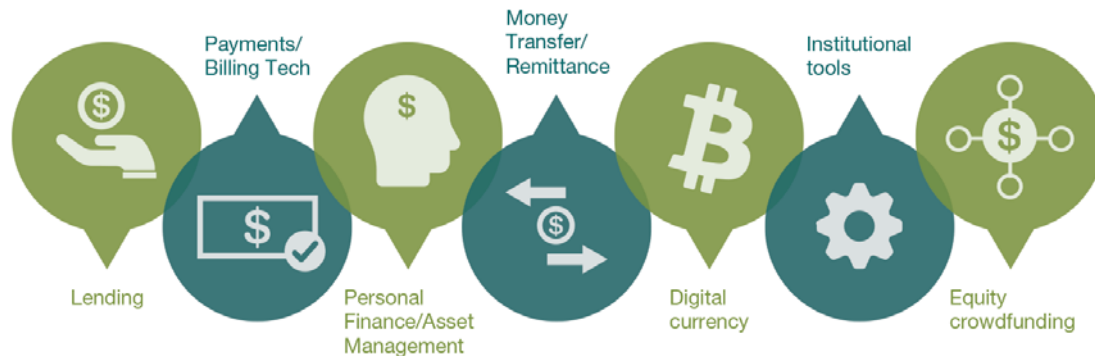 Payments/
Billing Tech
Money
Transfer/
Remittance
Institutional
tools
$
$
$
$
$
Lending
Personal
Finance/Asset
Management
Digital
currency
Equity
crowdfunding